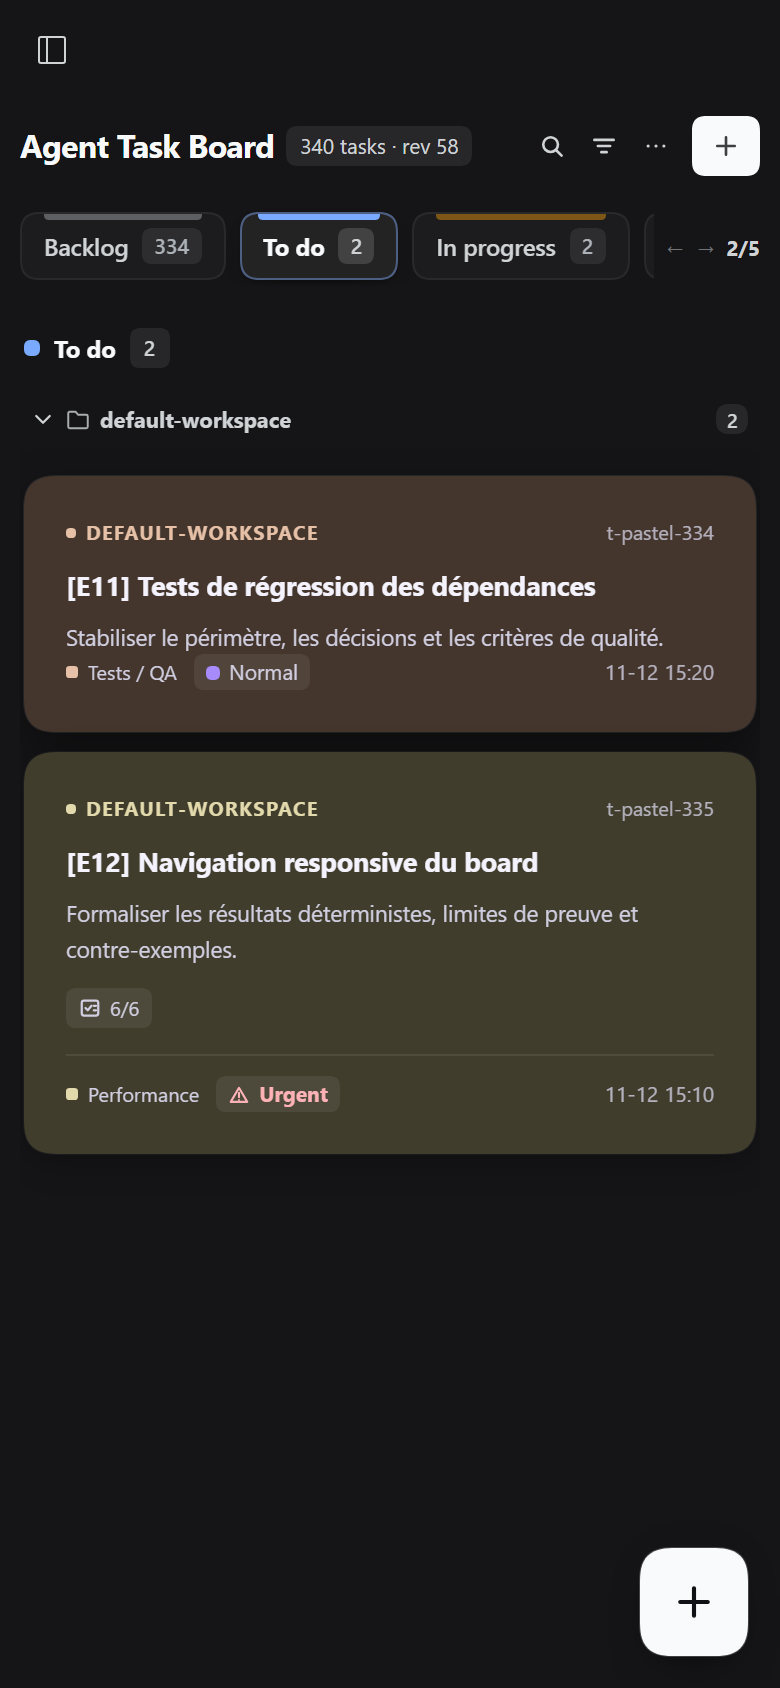 Agent Task Board 340 tasks · rev 58
Backlog 334 To do 2 In progress 2 ← → 2/5
To do 2
default-workspace 2
DEFAULT-WORKSPACE t-pastel-334
[E11] Tests de régression des dépendances
Stabiliser le périmètre, les décisions et les critères de qualité.
Tests / QA Normal 11-12 15:20
DEFAULT-WORKSPACE t-pastel-335
[E12] Navigation responsive du board
Formaliser les résultats déterministes, limites de preuve et
contre-exemples.
6/6
Performance Urgent 11-12 15:10